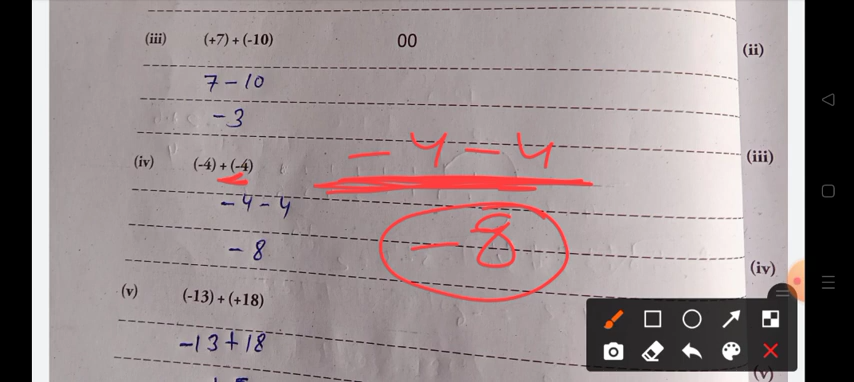 (iii) (+7) + (-10) 00 (ii)
7 - 10
- 3
- 4 - 4
(iv) (-4) + (-4) (iii)
- 4 - 4
- 8
- 8 (iv)
(v) (-13) + (+18)
-13 + 18
(v)